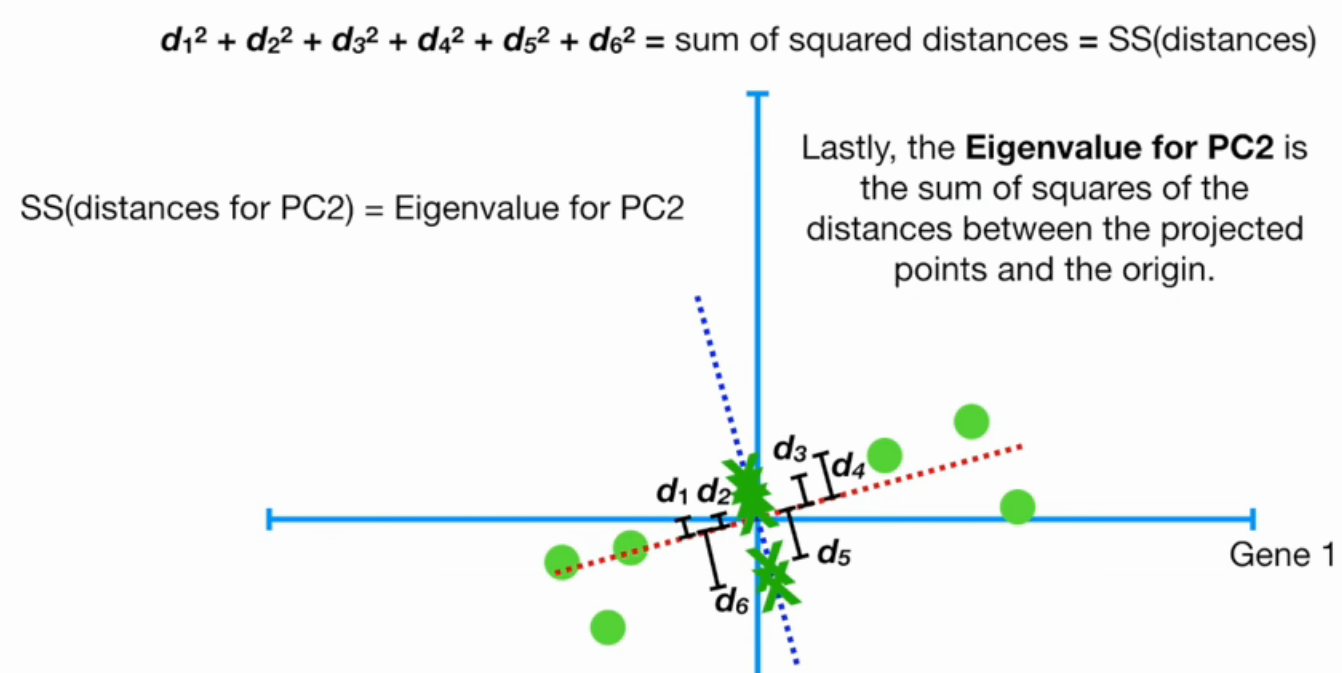 d₁² + d₂² + d₃² + d₄² + d₅² + d₆² = sum of squared distances = SS(distances)
Lastly, the Eigenvalue for PC2 is
the sum of squares of the
distances between the projected
points and the origin.
SS(distances for PC2) = Eigenvalue for PC2
d₃
d₄
d₁ d₂
d₅
d₆
Gene 1